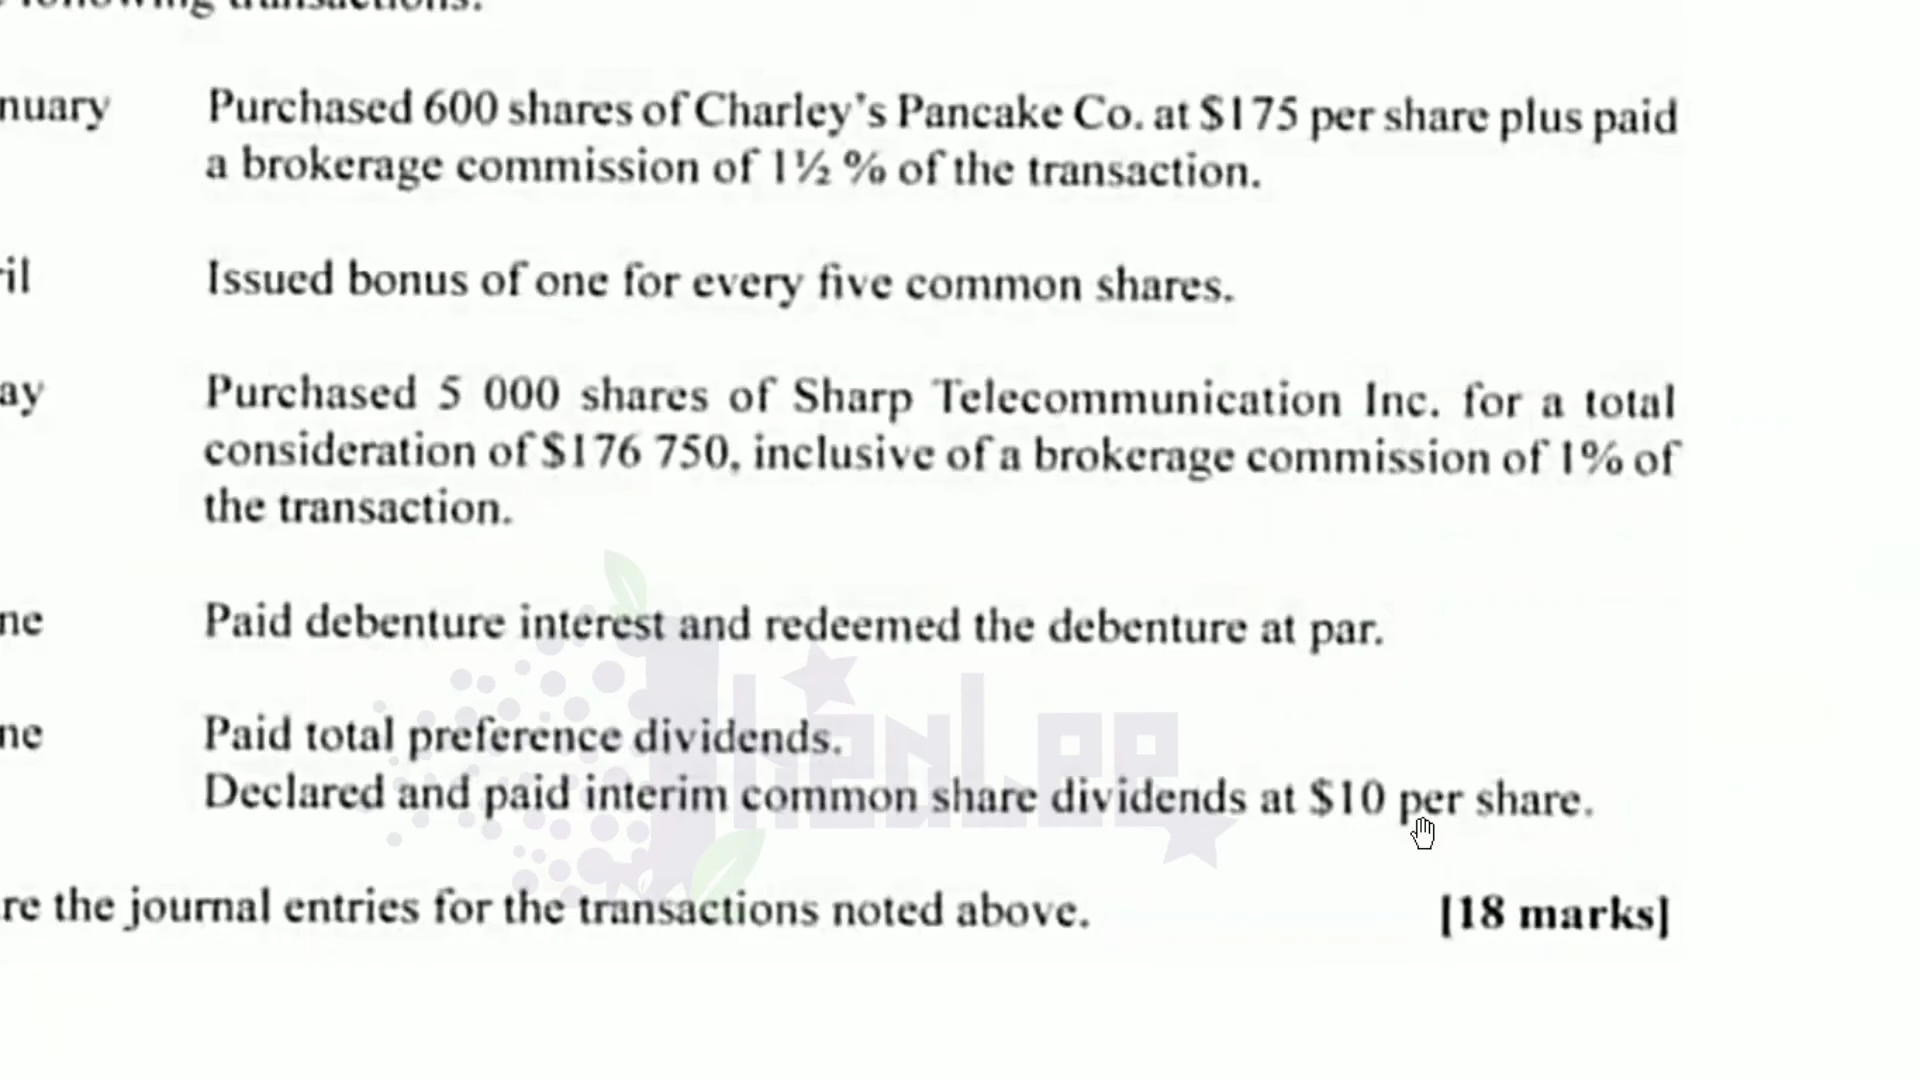 following transactions.
nuary Purchased 600 shares of Charley's Pancake Co. at $175 per share plus paid
a brokerage commission of 1½ % of the transaction.
ril Issued bonus of one for every five common shares.
ay Purchased 5 000 shares of Sharp Telecommunication Inc. for a total
consideration of $176 750, inclusive of a brokerage commission of 1% of
the transaction.
ne Paid debenture interest and redeemed the debenture at par.
ne Paid total preference dividends.
Declared and paid interim common share dividends at $10 per share.
re the journal entries for the transactions noted above. [18 marks]